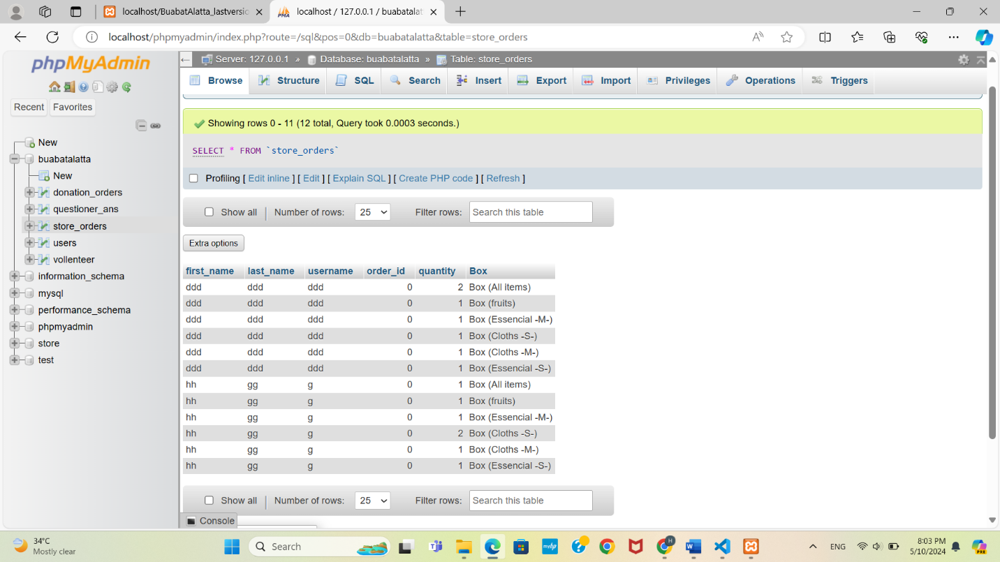 localhost/BuabatAlatta_lastversio
localhost / 127.0.0.1 / buabatalat
localhost/phpmyadmin/index.php?route=/sql&pos=0&db=buabatalatta&table=store_orders
phpMyAdmin
Recent Favorites
New
buabatalatta
New
donation_orders
questioner_ans
store_orders
users
vollenteer
information_schema
mysql
performance_schema
phpmyadmin
store
test
Server: 127.0.0.1 » Database: buabatalatta » Table: store_orders
Browse Structure SQL Search Insert Export Import Privileges Operations Triggers
Showing rows 0 - 11 (12 total, Query took 0.0003 seconds.)
SELECT * FROM `store_orders`
Profiling [ Edit inline ] [ Edit ] [ Explain SQL ] [ Create PHP code ] [ Refresh ]
Show all | Number of rows: 25 Filter rows: Search this table
Extra options
first_name last_name username order_id quantity Box
ddd ddd ddd 0 2 Box (All items)
ddd ddd ddd 0 1 Box (fruits)
ddd ddd ddd 0 1 Box (Essencial -M-)
ddd ddd ddd 0 1 Box (Cloths -S-)
ddd ddd ddd 0 1 Box (Cloths -M-)
ddd ddd ddd 0 1 Box (Essencial -S-)
hh gg g 0 1 Box (All items)
hh gg g 0 1 Box (fruits)
hh gg g 0 1 Box (Essencial -M-)
hh gg g 0 2 Box (Cloths -S-)
hh gg g 0 1 Box (Cloths -M-)
hh gg g 0 1 Box (Essencial -S-)
Show all | Number of rows: 25 Filter rows: Search this table
Console
34°C
Mostly clear
Search
ENG
8:03 PM
5/10/2024